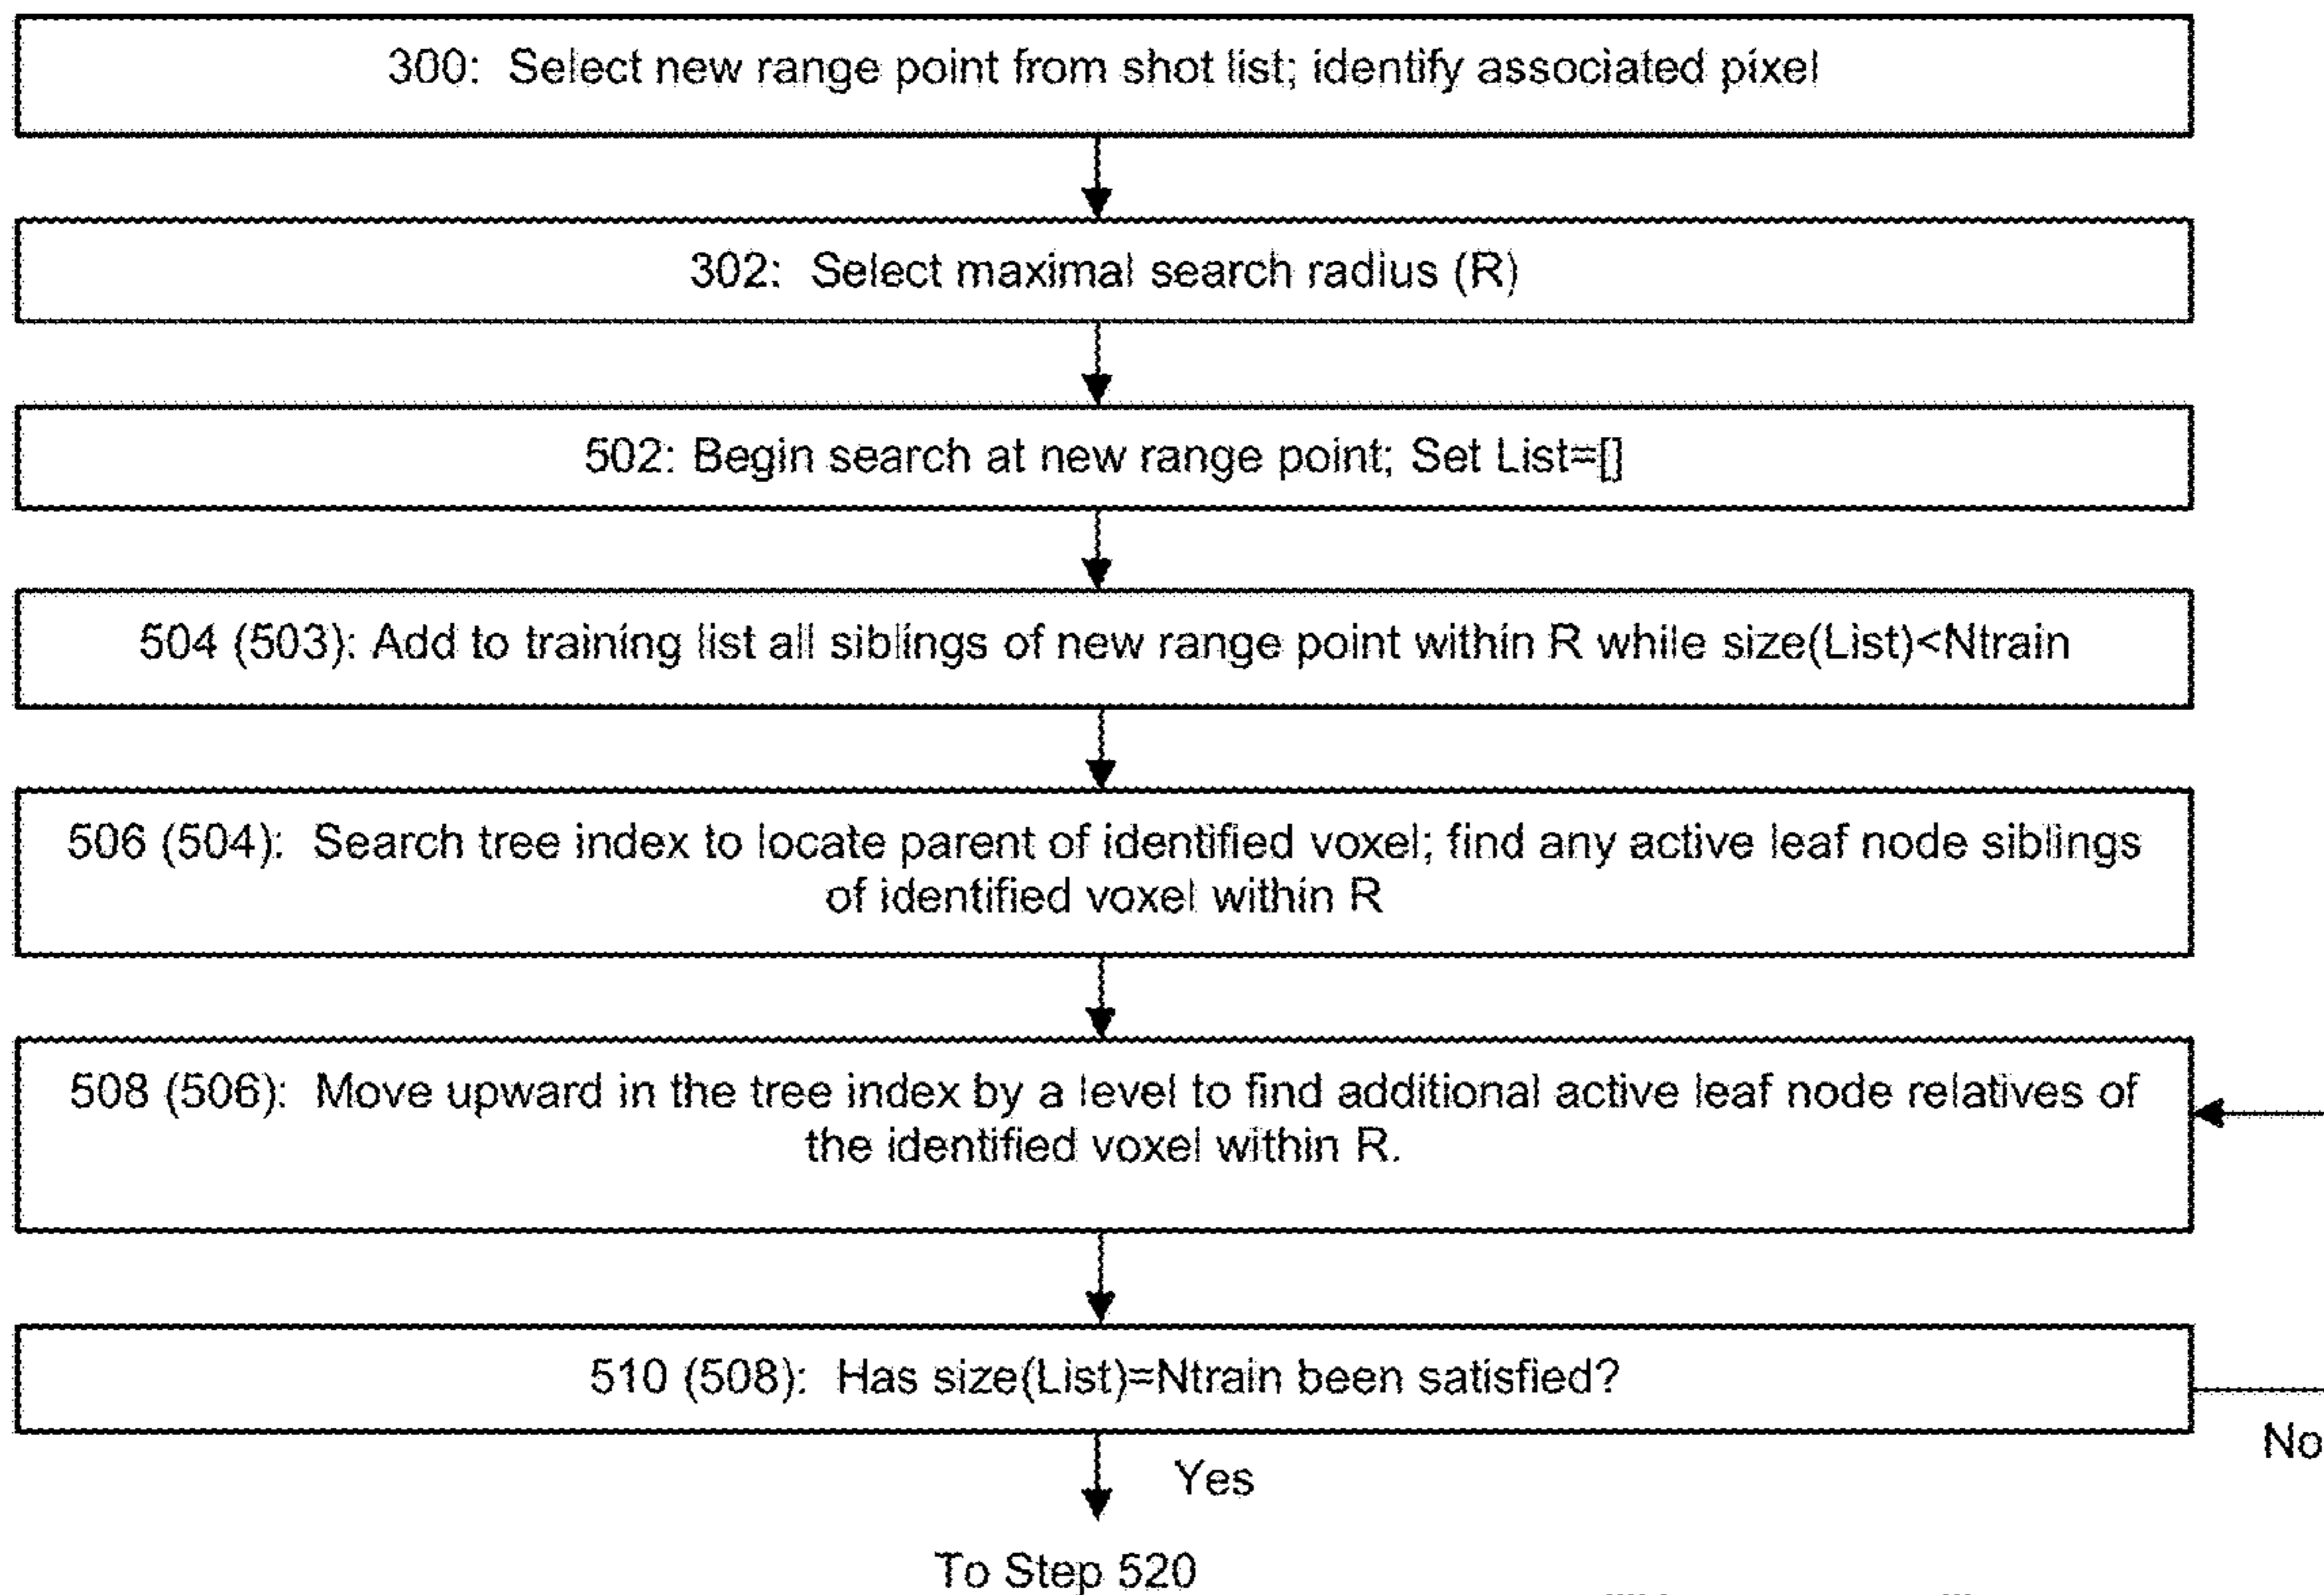 300: Select new range point from shot list; identify associated pixel
302: Select maximal search radius (R)
502: Begin search at new range point; Set List=[]
504 (503): Add to training list all siblings of new range point within R while size(List)<Ntrain
506 (504): Search tree index to locate parent of identified voxel; find any active leaf node siblings
of identified voxel within R
508 (506): Move upward in the tree index by a level to find additional active leaf node relatives of
the identified voxel within R.
510 (508): Has size(List)=Ntrain been satisfied?
No
Yes
To Step 520